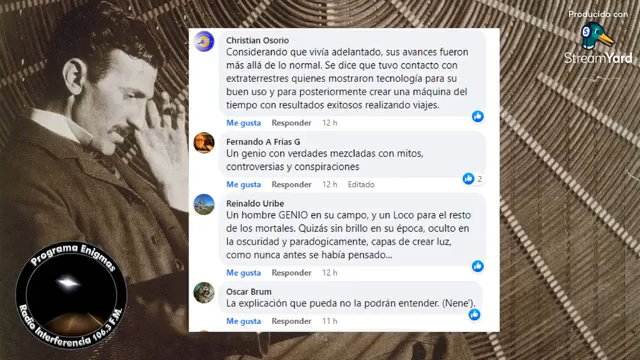 Producido con
StreamYard
Christian Osorio
Considerando que vivía adelantado, sus avances fueron
más allá de lo normal. Se dice que tuvo contacto con
extraterrestres quienes mostraron tecnología para su
buen uso y para posteriormente crear una máquina del
tiempo con resultados exitosos realizando viajes.
Me gusta Responder 12 h
Fernando A Frías G
Un genio con verdades mezcladas con mitos,
controversias y conspiraciones
Me gusta Responder 12 h Editado
2
Reinaldo Uribe
Un hombre GENIO en su campo, y un Loco para el resto
de los mortales. Quizás sin brillo en su época, oculto en
la oscuridad y paradogicamente, capas de crear luz,
como nunca antes se había pensado...
Me gusta Responder 12 h
Oscar Brum
La explicación que pueda no la podrán entender. (Nene').
Me gusta Responder 11 h
Programa Enigmas
Radio Interferencia 106.3 F.M.